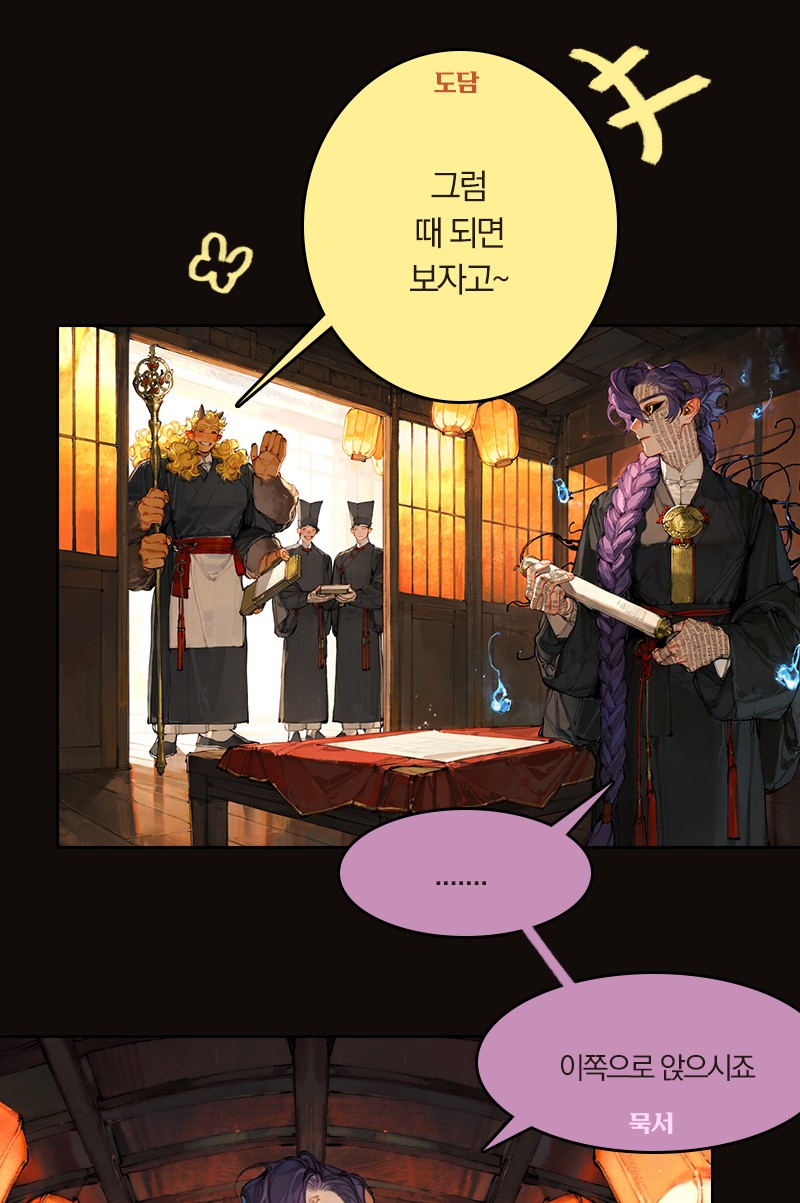 도담
그럼
때 되면
보자고~
.......
이쪽으로 앉으시죠
묵서